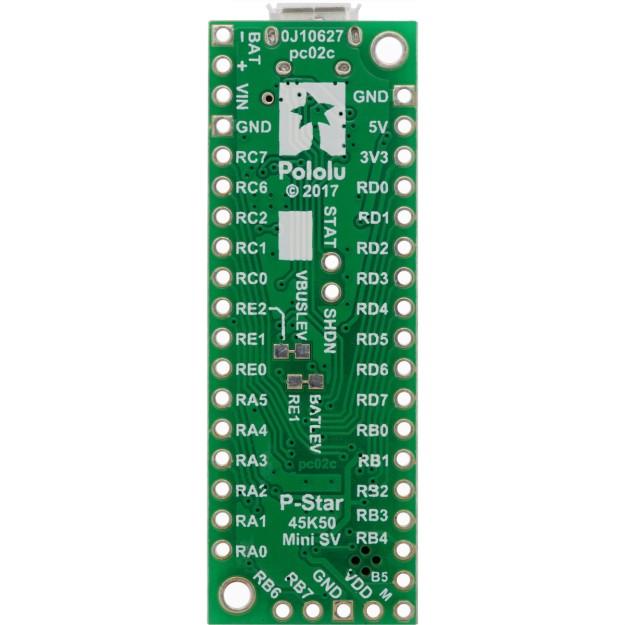 BAT
−
+
0J10627
pc02c
VIN
GND
GND
5V
RC7
3V3
Pololu
© 2017
RC6
RD0
STAT
RC2
RD1
RC1
RD2
VBUSLEV
RC0
RD3
RE2
RD4
SHDN
RE1
RD5
RE0
RD6
RA5
RD7
RE1
BATLEV
RA4
RB0
RA3
RB1
pc02c
RA2
RB2
P-Star
45K50
Mini SV
RA1
RB3
RA0
RB4
B5
RB6
RB7
GND
VDD
M